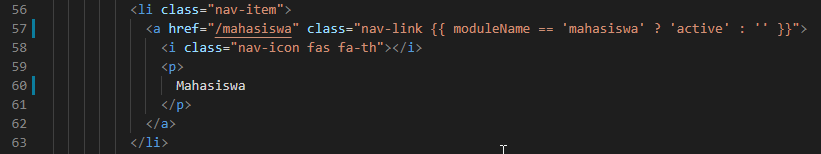 56 <li class="nav-item">
57 <a href="/mahasiswa" class="nav-link {{ moduleName == 'mahasiswa' ? 'active' : '' }}">
58 <i class="nav-icon fas fa-th"></i>
59 <p>
60 Mahasiswa
61 </p>
62 </a>
63 </li>